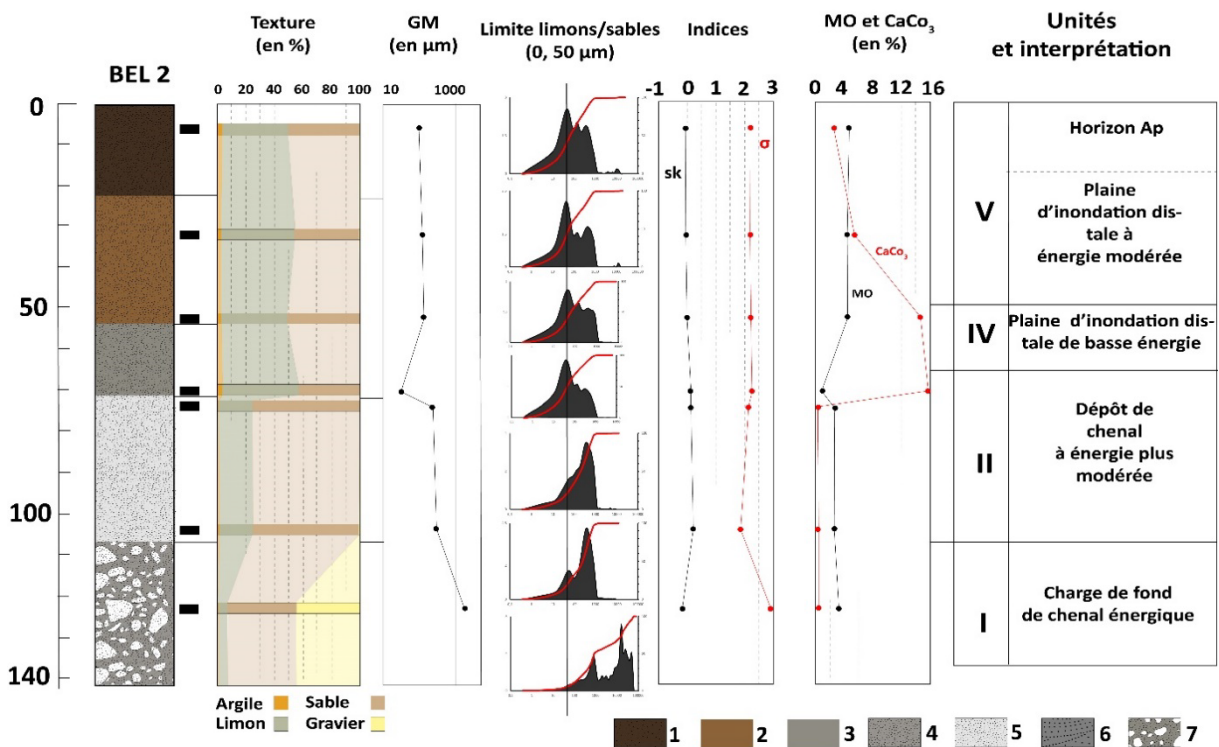 BEL 2
Texture
(en %)
GM
(en µm)
Limite limons/sables
(0, 50 µm)
Indices
MO et CaCo3
(en %)
Unités
et interprétation
0 20 40 60 80 100
10 1000
-1 0 1 2 3
0 4 8 12 16
0
50
100
140
sk
σ
CaCo3
MO
Horizon Ap
V
Plaine
d'inondation dis-
tale à
énergie modérée
IV
Plaine d'inondation dis-
tale de basse énergie
II
Dépôt de
chenal
à énergie plus
modérée
I
Charge de fond
de chenal énergique
Argile Sable
Limon Gravier
1 2 3 4 5 6 7